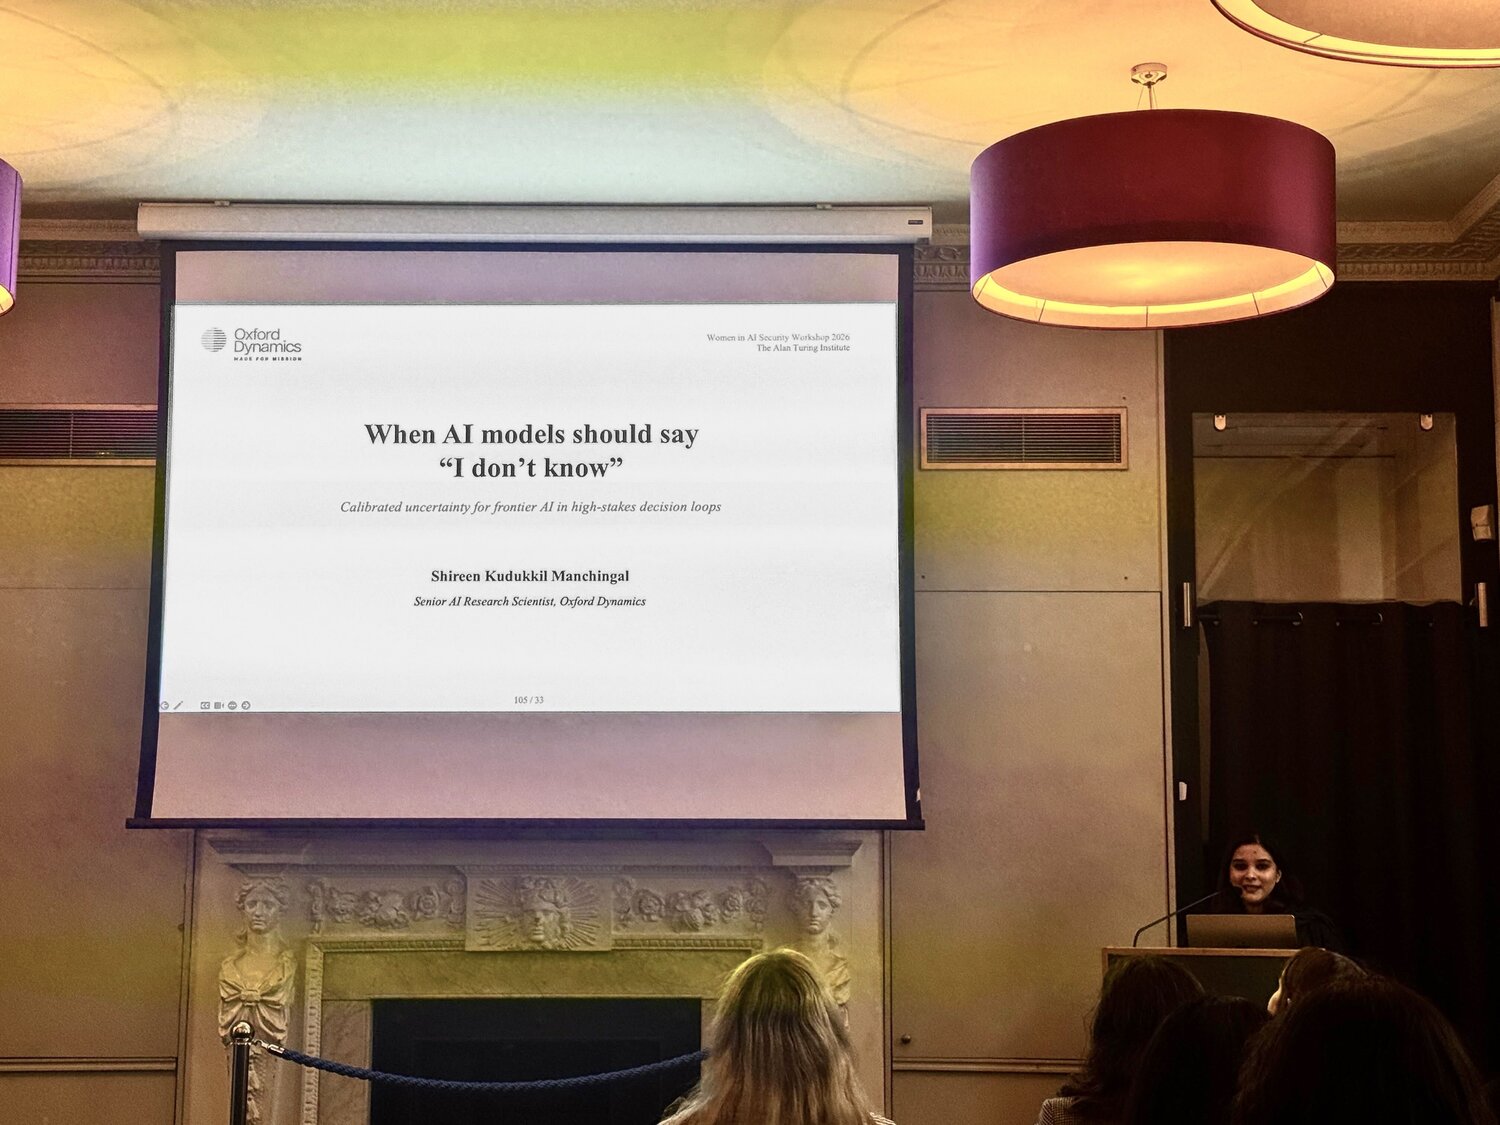 Oxford
Dynamics
MADE FOR MISSION
Women in AI Security Workshop 2026
The Alan Turing Institute
When AI models should say
“I don’t know”
Calibrated uncertainty for frontier AI in high-stakes decision loops
Shireen Kudukkil Manchingal
Senior AI Research Scientist, Oxford Dynamics
105 / 33